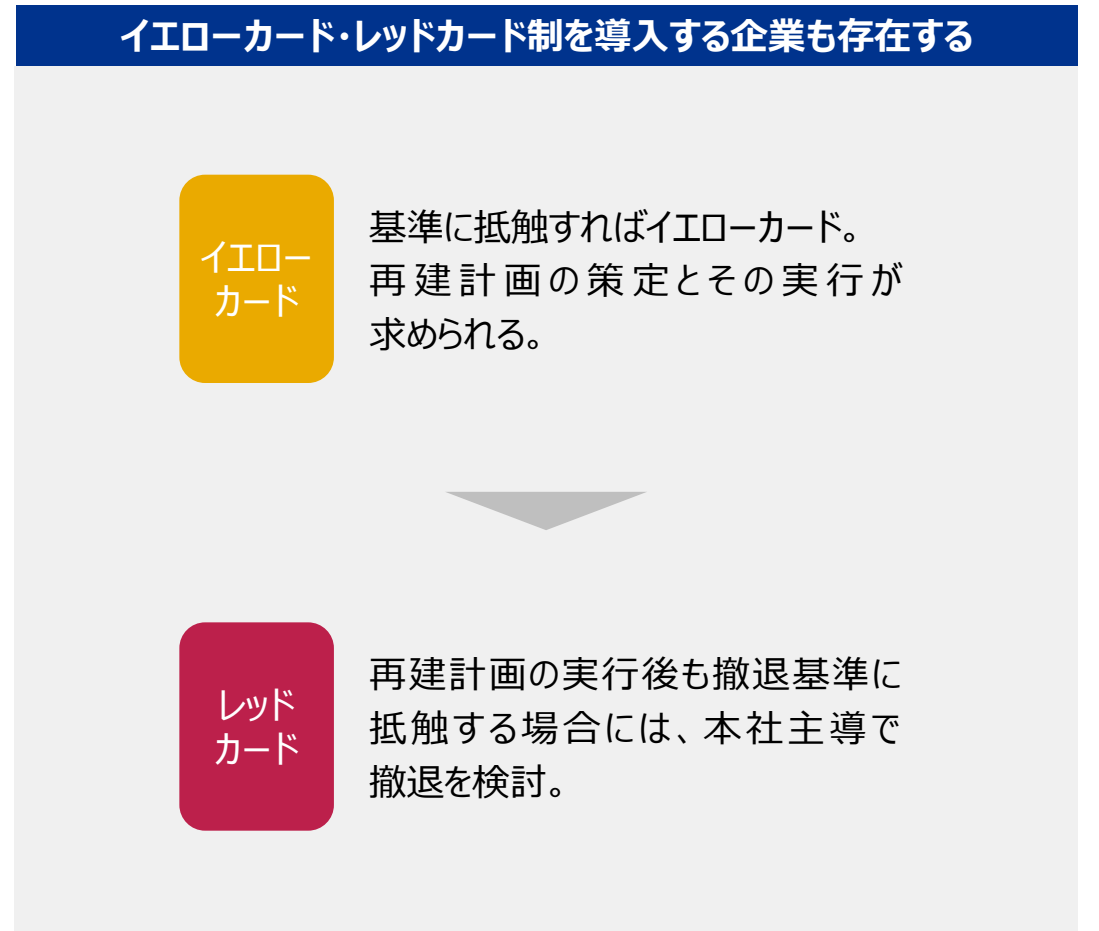 イエローカード・レッドカード制を導入する企業も存在する
イエロー
カード
基準に抵触すればイエローカード。
再建計画の策定とその実行が
求められる。
レッド
カード
再建計画の実行後も撤退基準に
抵触する場合には、本社主導で
撤退を検討。